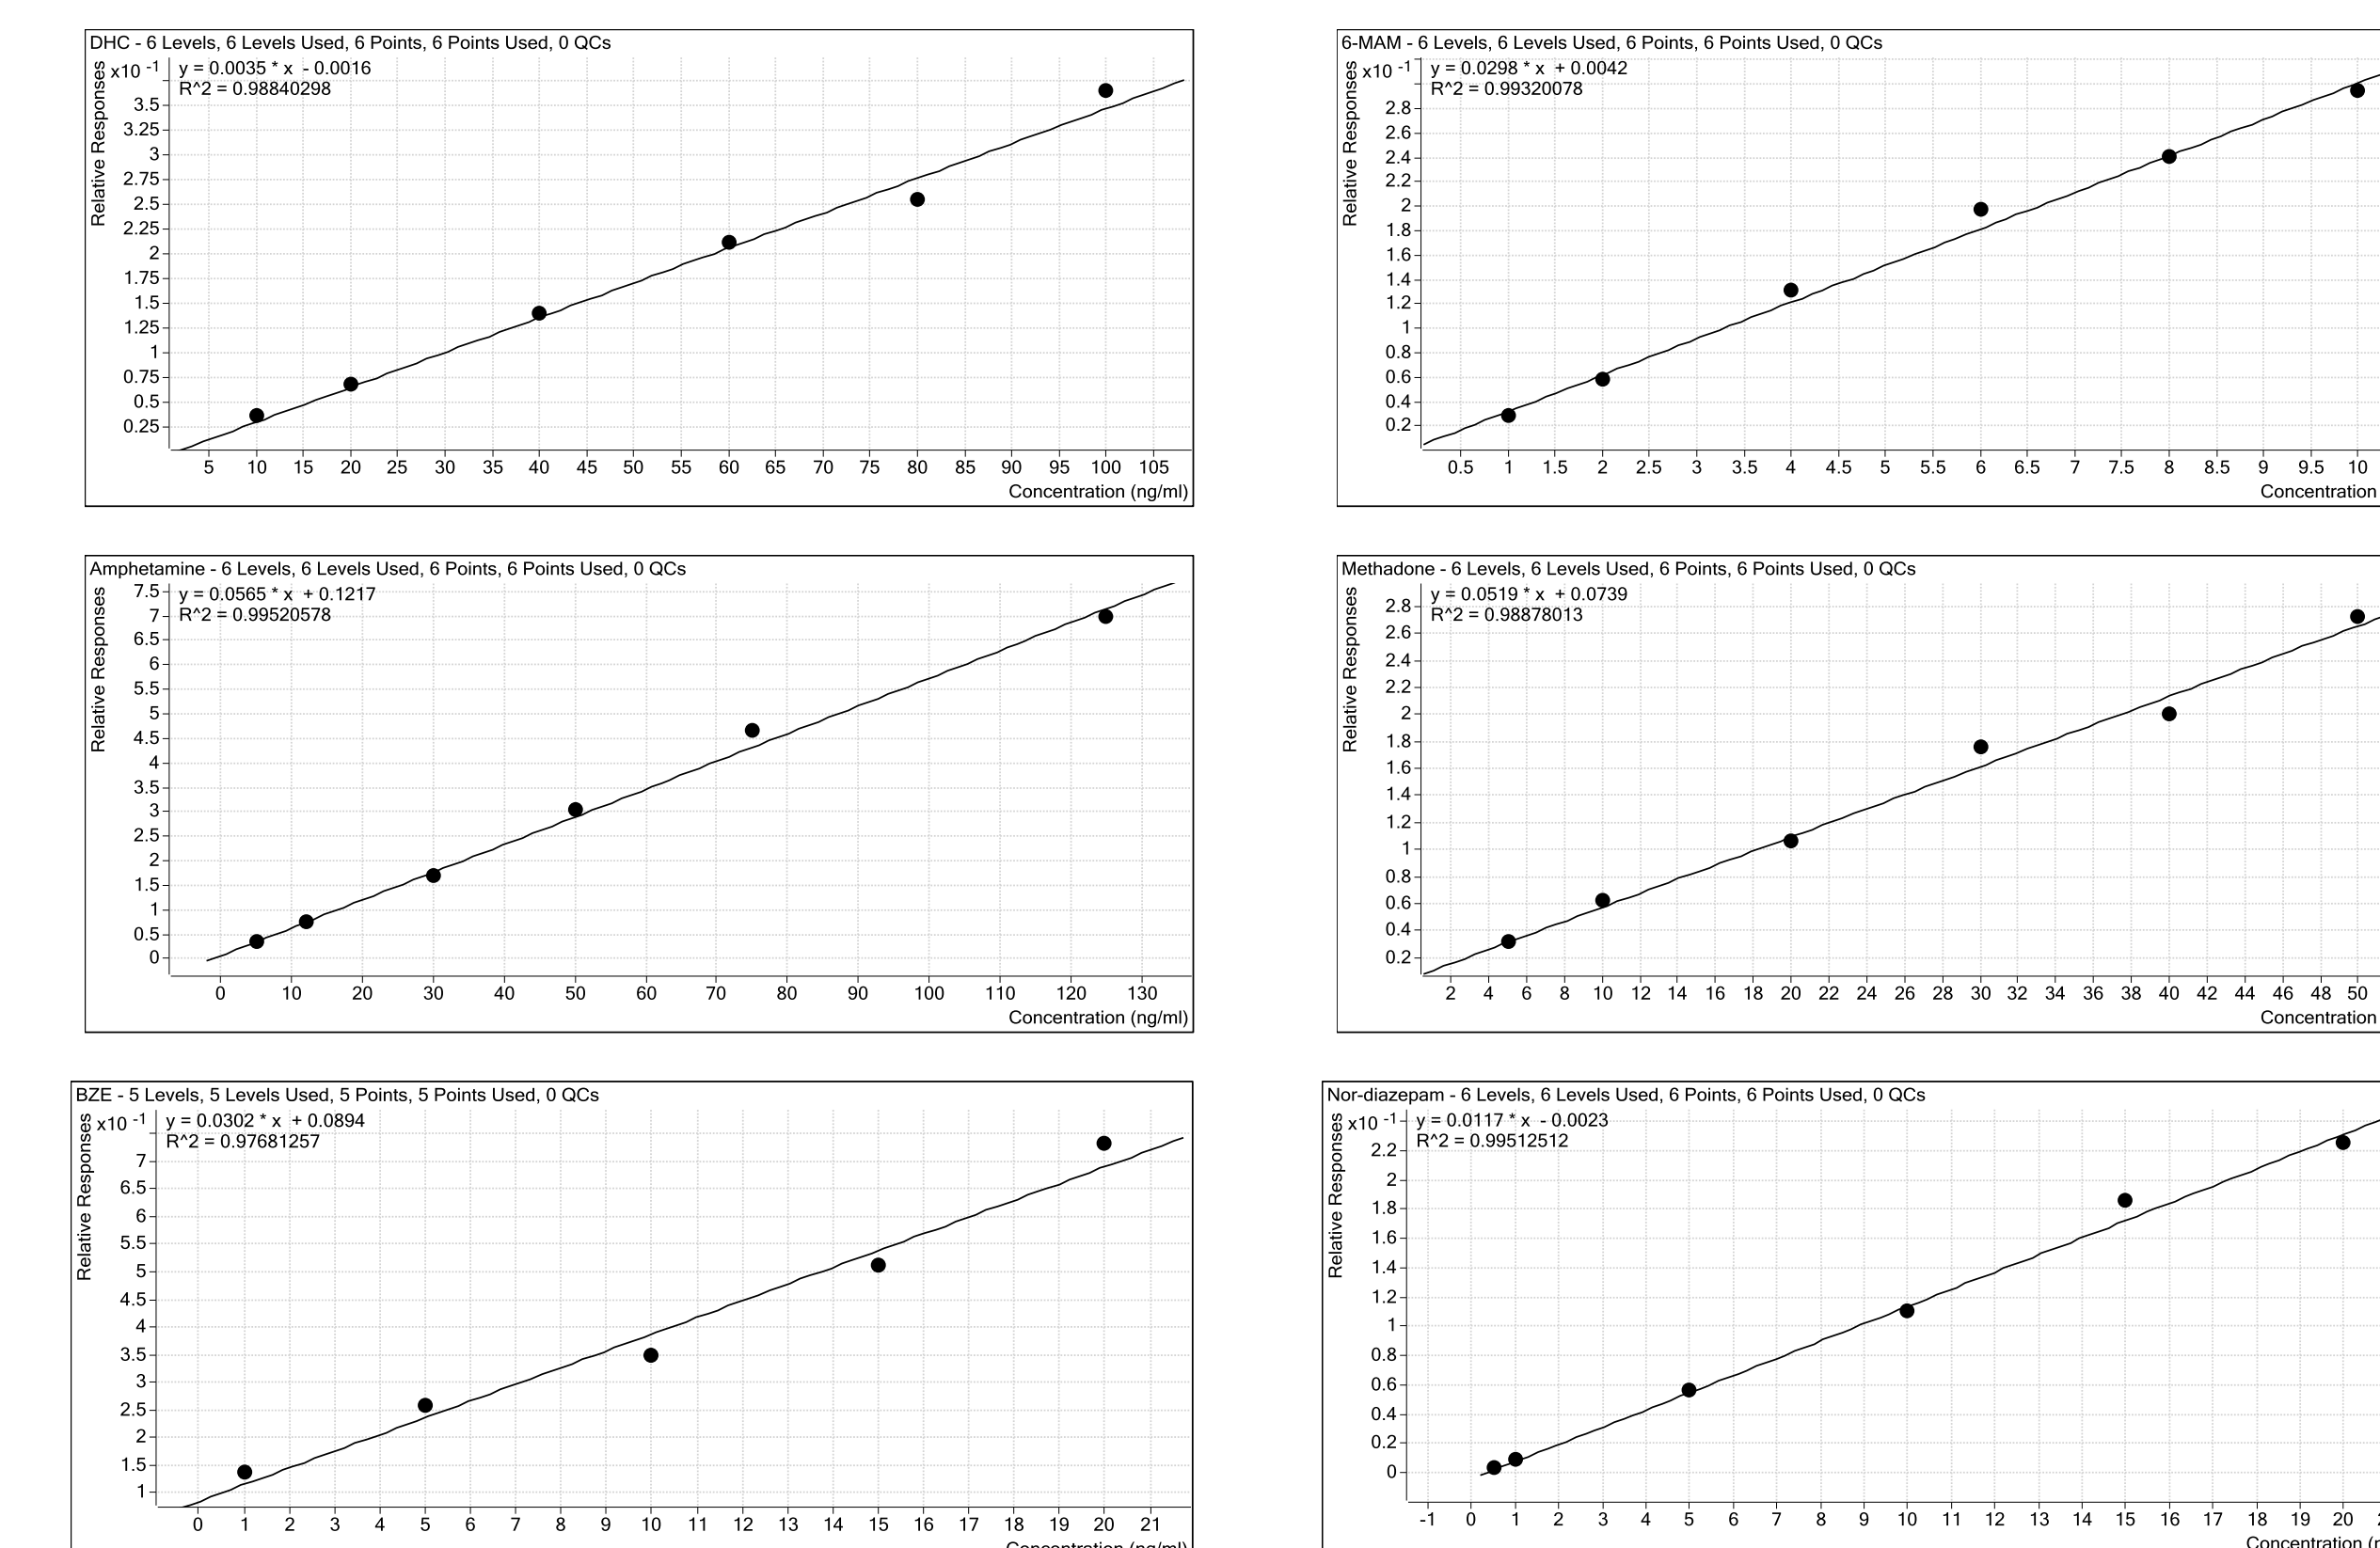 DHC - 6 Levels, 6 Levels Used, 6 Points, 6 Points Used, 0 QCs
y = 0.0035 * x - 0.0016
R^2 = 0.98840298
Relative Responses
x10 -1
3.5
3.25
3
2.75
2.5
2.25
2
1.75
1.5
1.25
1
0.75
0.5
0.25
5 10 15 20 25 30 35 40 45 50 55 60 65 70 75 80 85 90 95 100 105
Concentration (ng/ml)
6-MAM - 6 Levels, 6 Levels Used, 6 Points, 6 Points Used, 0 QCs
y = 0.0298 * x + 0.0042
R^2 = 0.99320078
Relative Responses
x10 -1
2.8
2.6
2.4
2.2
2
1.8
1.6
1.4
1.2
1
0.8
0.6
0.4
0.2
0.5 1 1.5 2 2.5 3 3.5 4 4.5 5 5.5 6 6.5 7 7.5 8 8.5 9 9.5 10
Concentration
Amphetamine - 6 Levels, 6 Levels Used, 6 Points, 6 Points Used, 0 QCs
y = 0.0565 * x + 0.1217
R^2 = 0.99520578
Relative Responses
7.5
7
6.5
6
5.5
5
4.5
4
3.5
3
2.5
2
1.5
1
0.5
0
0 10 20 30 40 50 60 70 80 90 100 110 120 130
Concentration (ng/ml)
Methadone - 6 Levels, 6 Levels Used, 6 Points, 6 Points Used, 0 QCs
y = 0.0519 * x + 0.0739
R^2 = 0.98878013
Relative Responses
2.8
2.6
2.4
2.2
2
1.8
1.6
1.4
1.2
1
0.8
0.6
0.4
0.2
2 4 6 8 10 12 14 16 18 20 22 24 26 28 30 32 34 36 38 40 42 44 46 48 50
Concentration
BZE - 5 Levels, 5 Levels Used, 5 Points, 5 Points Used, 0 QCs
y = 0.0302 * x + 0.0894
R^2 = 0.97681257
Relative Responses
x10 -1
7
6.5
6
5.5
5
4.5
4
3.5
3
2.5
2
1.5
1
0 1 2 3 4 5 6 7 8 9 10 11 12 13 14 15 16 17 18 19 20 21
Concentration (ng/ml)
Nor-diazepam - 6 Levels, 6 Levels Used, 6 Points, 6 Points Used, 0 QCs
y = 0.0117 * x - 0.0023
R^2 = 0.99512512
Relative Responses
x10 -1
2.2
2
1.8
1.6
1.4
1.2
1
0.8
0.6
0.4
0.2
0
-1 0 1 2 3 4 5 6 7 8 9 10 11 12 13 14 15 16 17 18 19 20
Concentration